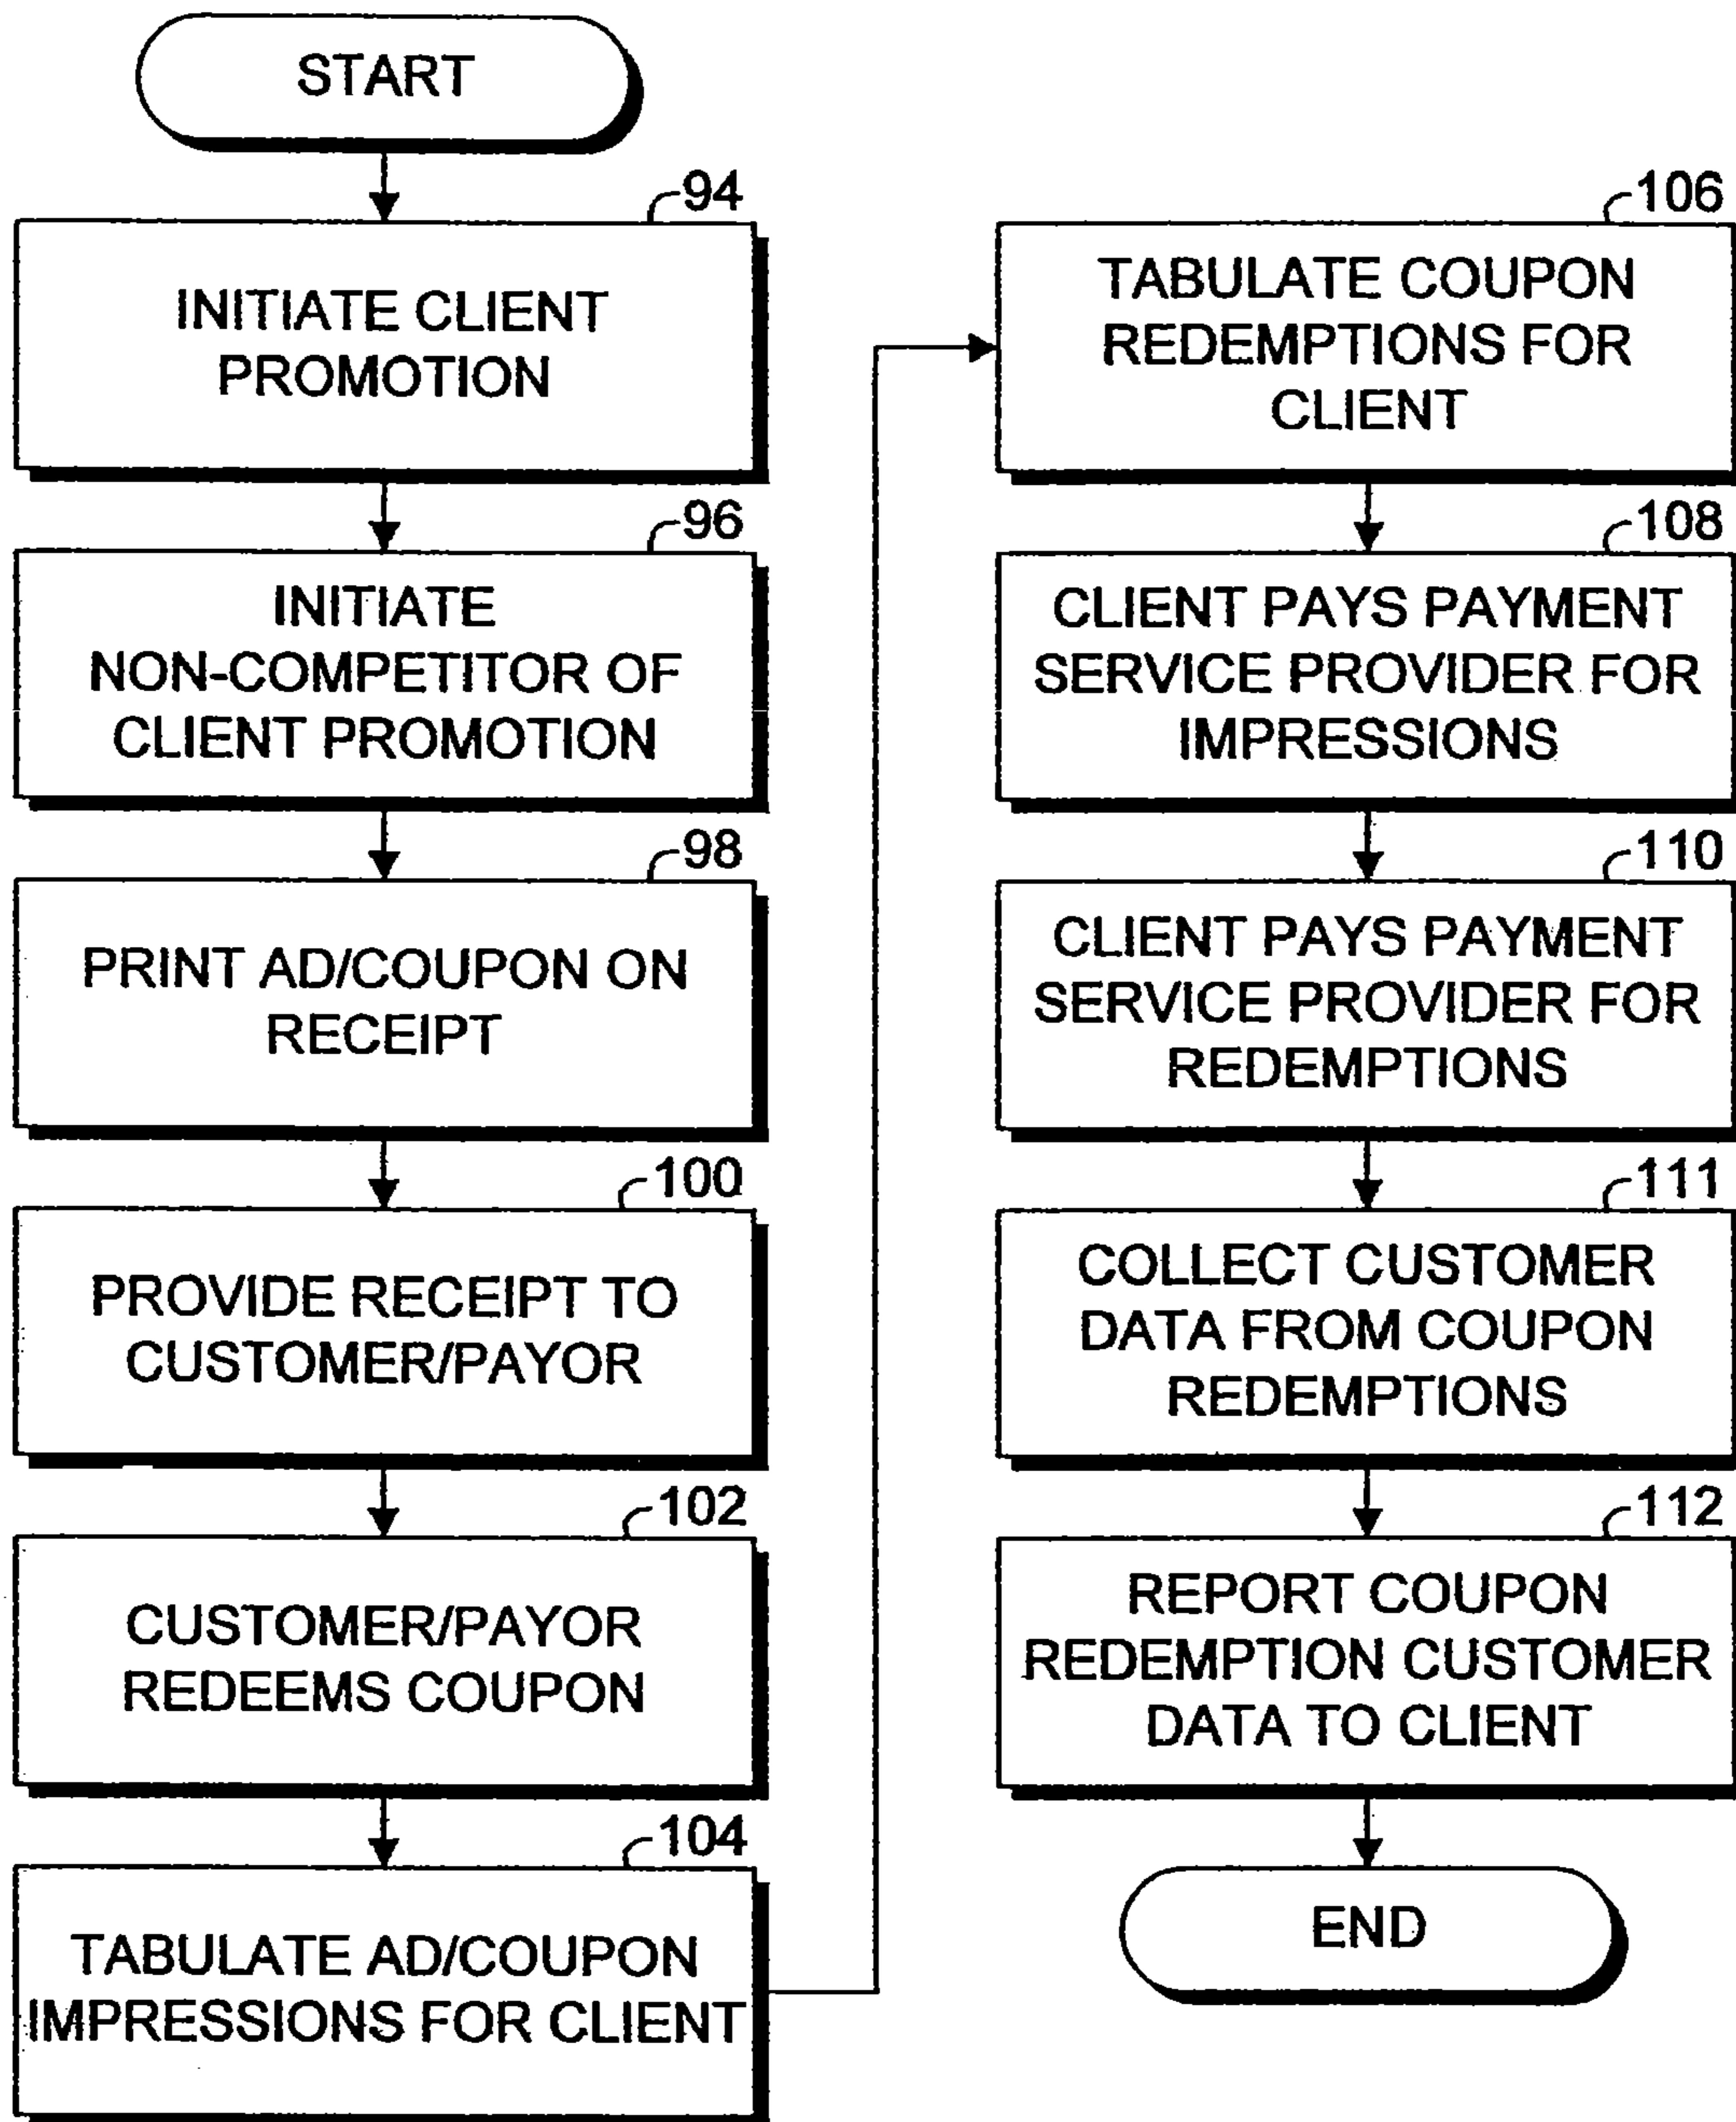 START
94
INITIATE CLIENT
PROMOTION
96
INITIATE
NON-COMPETITOR OF
CLIENT PROMOTION
98
PRINT AD/COUPON ON
RECEIPT
100
PROVIDE RECEIPT TO
CUSTOMER/PAYOR
102
CUSTOMER/PAYOR
REDEEMS COUPON
104
TABULATE AD/COUPON
IMPRESSIONS FOR CLIENT
106
TABULATE COUPON
REDEMPTIONS FOR
CLIENT
108
CLIENT PAYS PAYMENT
SERVICE PROVIDER FOR
IMPRESSIONS
110
CLIENT PAYS PAYMENT
SERVICE PROVIDER FOR
REDEMPTIONS
111
COLLECT CUSTOMER
DATA FROM COUPON
REDEMPTIONS
112
REPORT COUPON
REDEMPTION CUSTOMER
DATA TO CLIENT
END